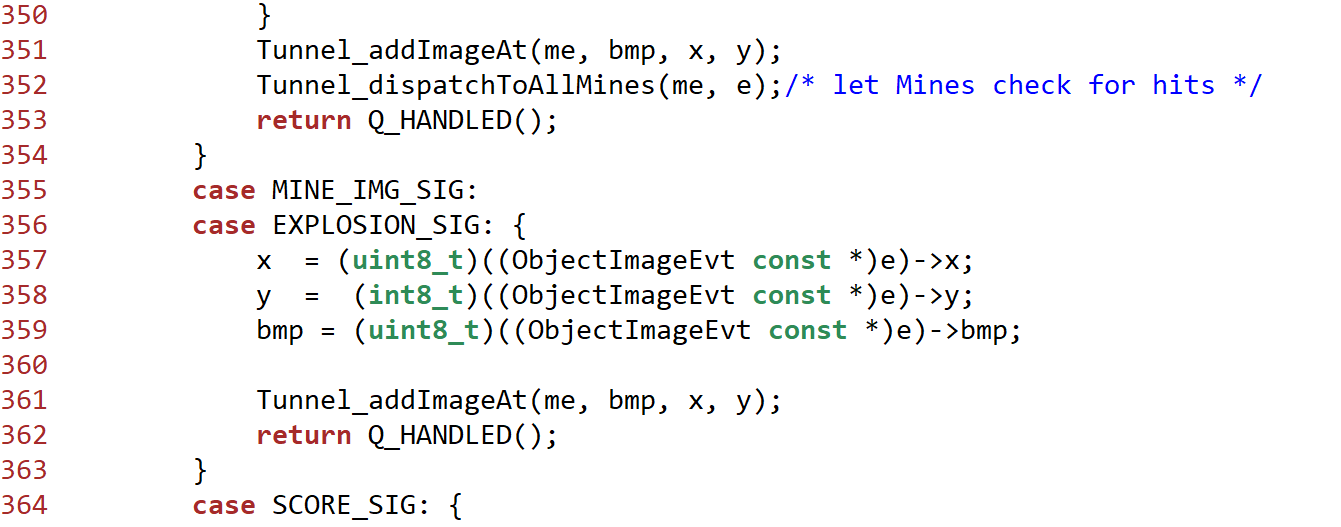 350             }
351             Tunnel_addImageAt(me, bmp, x, y);
352             Tunnel_dispatchToAllMines(me, e);/* let Mines check for hits */
353             return Q_HANDLED();
354         }
355         case MINE_IMG_SIG:
356         case EXPLOSION_SIG: {
357             x  = (uint8_t)((ObjectImageEvt const *)e)->x;
358             y  =  (int8_t)((ObjectImageEvt const *)e)->y;
359             bmp = (uint8_t)((ObjectImageEvt const *)e)->bmp;
360
361             Tunnel_addImageAt(me, bmp, x, y);
362             return Q_HANDLED();
363         }
364         case SCORE_SIG: {